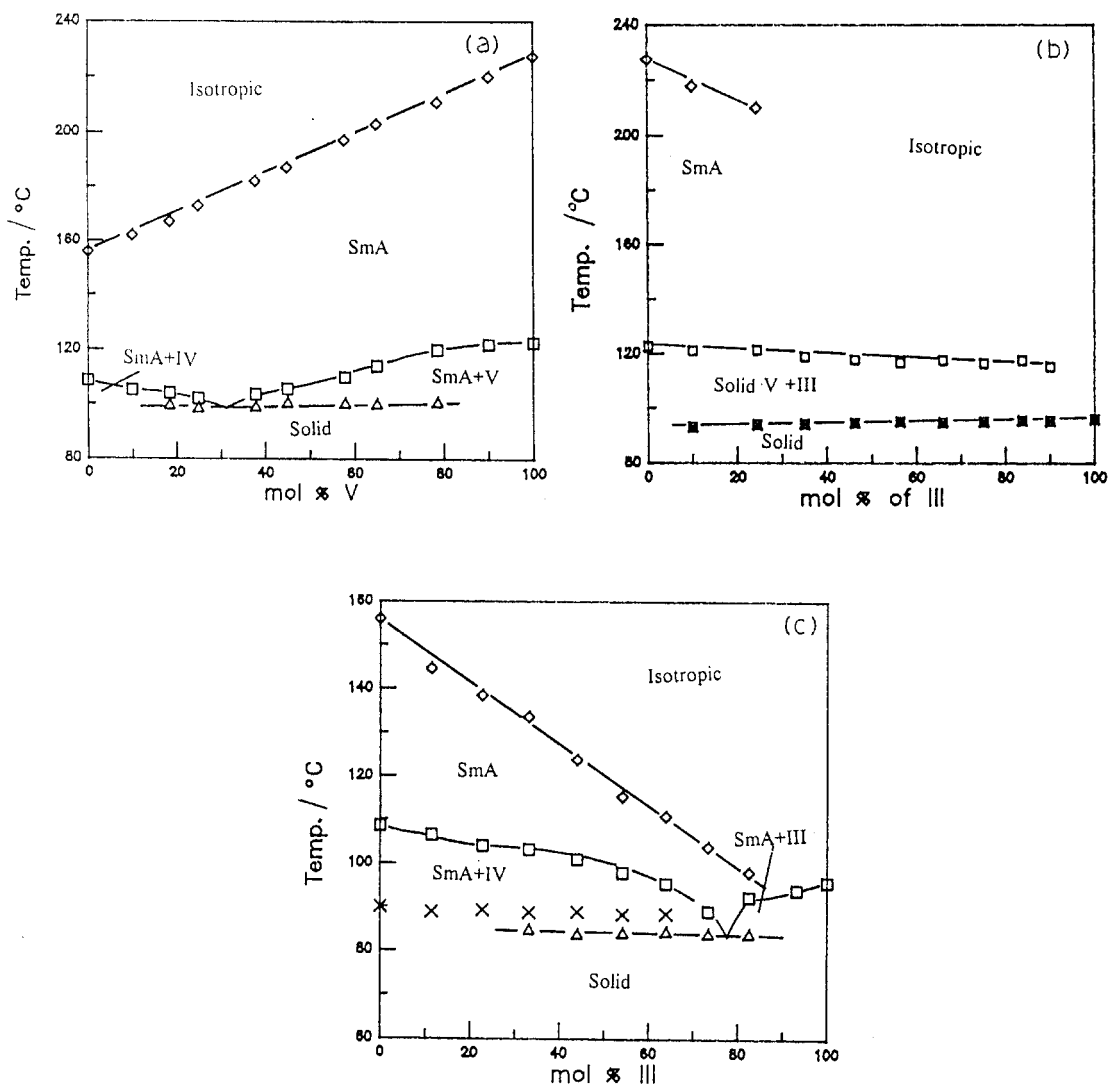 (a)
240
200
160
120
80
Temp. / °C
Isotropic
SmA
SmA+IV
SmA+V
Solid
0 20 40 60 80 100
mol % V
(b)
240
200
160
120
80
Temp. /°C
SmA
Isotropic
Solid V +III
Solid
0 20 40 60 80 100
mol % of III
(c)
160
140
120
100
80
60
Temp. / °C
Isotropic
SmA
SmA+III
SmA+IV
Solid
0 20 40 60 80 100
mol % III